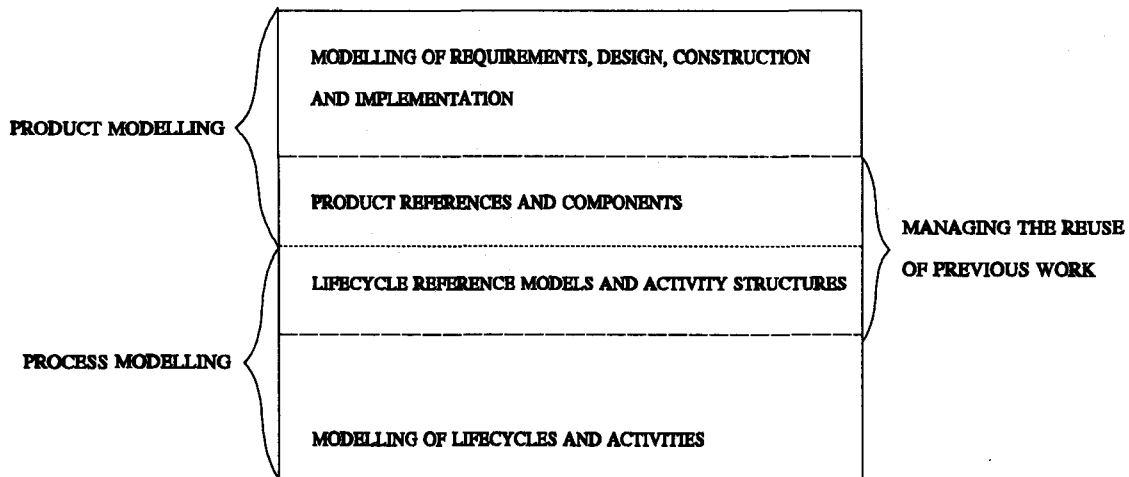 MODELLING OF REQUIREMENTS, DESIGN, CONSTRUCTION
AND IMPLEMENTATION
PRODUCT MODELLING
PRODUCT REFERENCES AND COMPONENTS
MANAGING THE REUSE
OF PREVIOUS WORK
LIFECYCLE REFERENCE MODELS AND ACTIVITY STRUCTURES
PROCESS MODELLING
MODELLING OF LIFECYCLES AND ACTIVITIES